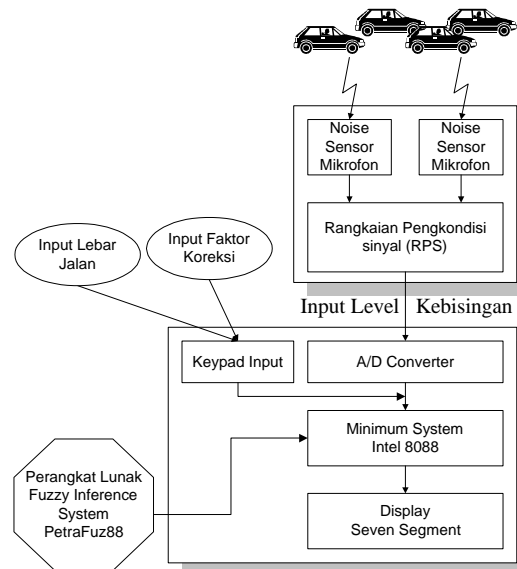 Noise
Sensor
Mikrofon
Noise
Sensor
Mikrofon
Rangkaian Pengkondisi
sinyal (RPS)
Input Lebar
Jalan
Input Faktor
Koreksi
Input Level Kebisingan
Keypad Input
A/D Converter
Minimum System
Intel 8088
Perangkat Lunak
Fuzzy Inference
System
PetraFuz88
Display
Seven Segment